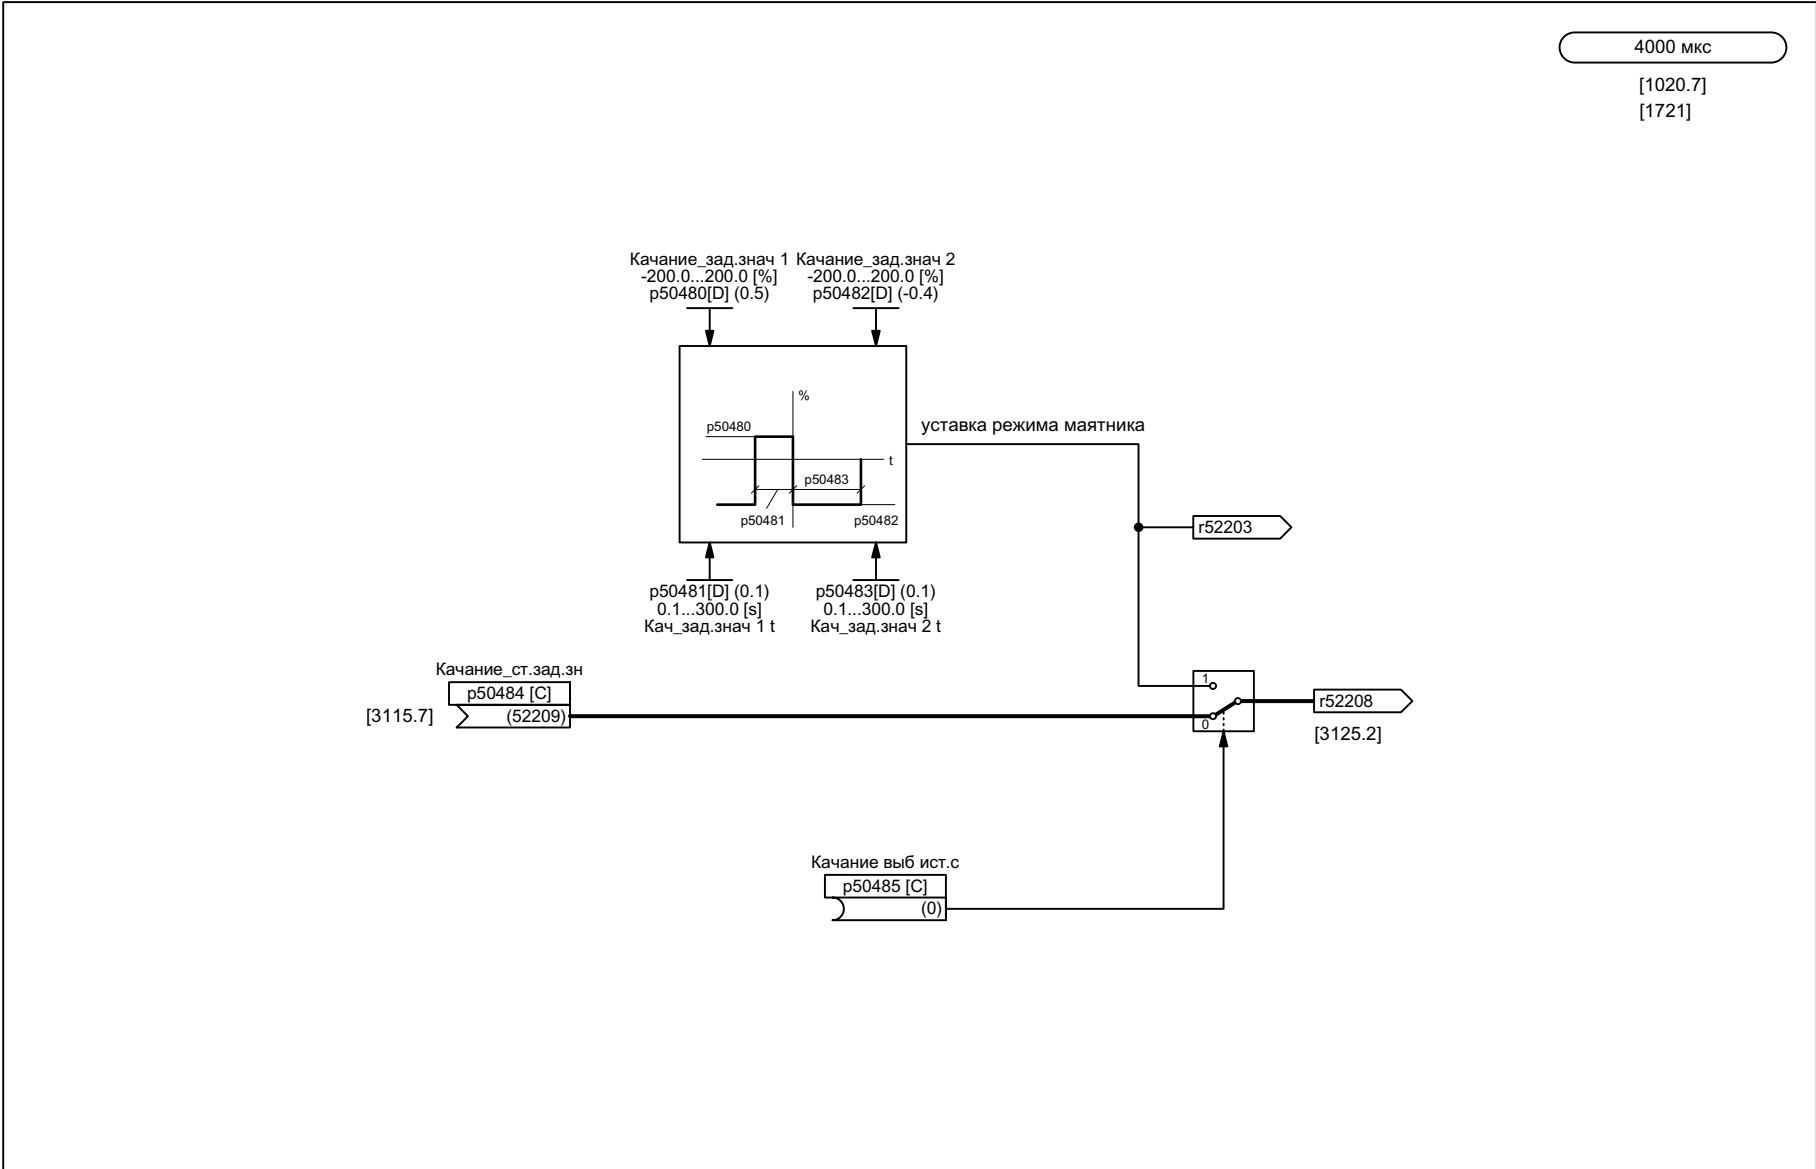 4000 мкс
[1020.7]
[1721]
Качание_зад.знач 1
-200.0...200.0 [%]
p50480[D] (0.5)
Качание_зад.знач 2
-200.0...200.0 [%]
p50482[D] (-0.4)
%
p50480
t
p50483
p50481
p50482
уставка режима маятника
r52203
p50481[D] (0.1)
0.1...300.0 [s]
Кач_зад.знач 1 t
p50483[D] (0.1)
0.1...300.0 [s]
Кач_зад.знач 2 t
Качание_ст.зад.зн
p50484 [C]
[3115.7]
(52209)
1
0
r52208
[3125.2]
Качание выб ист.с
p50485 [C]
(0)